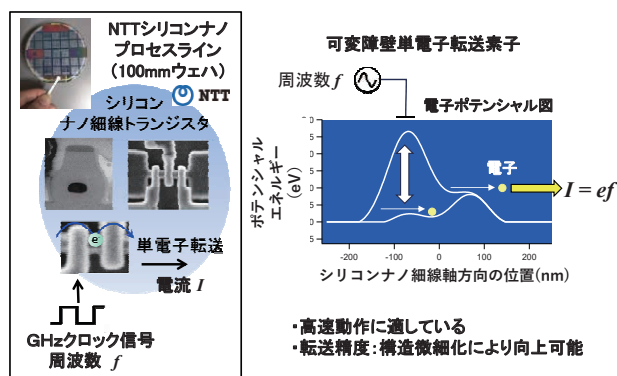 NTTシリコンナノ
プロセスライン
(100mmウェハ)
NTT
シリコン
ナノ細線トランジスタ
e
単電子転送
電流 I
GHzクロック信号
周波数 f
可変障壁単電子転送素子
周波数f
電子ポテンシャル図
ポテンシャル
エネルギー
(eV)
電子
I = ef
-200 -100 0 100 200
シリコンナノ細線軸方向の位置(nm)
・高速動作に適している
・転送精度:構造微細化により向上可能